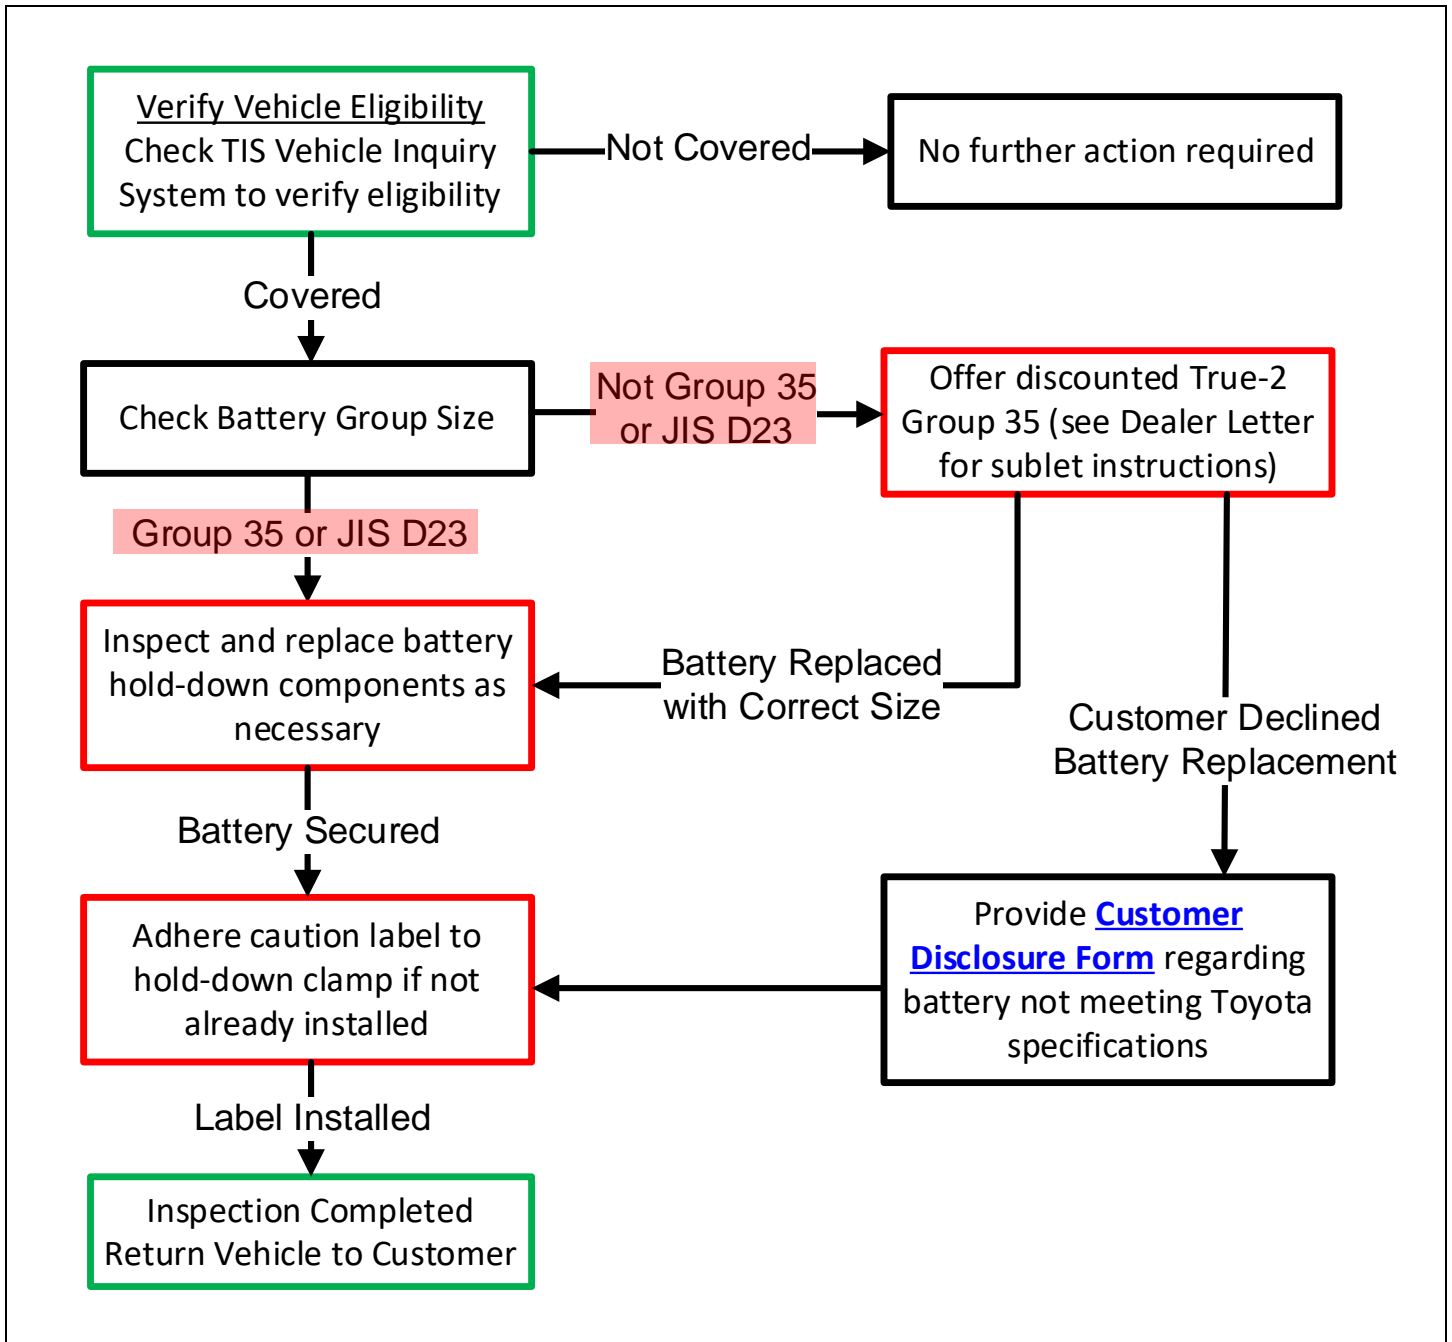 Verify Vehicle Eligibility
Check TIS Vehicle Inquiry
System to verify eligibility
Not Covered
No further action required
Covered
Check Battery Group Size
Not Group 35
or JIS D23
Offer discounted True-2
Group 35 (see Dealer Letter
for sublet instructions)
Group 35 or JIS D23
Inspect and replace battery
hold-down components as
necessary
Battery Replaced
with Correct Size
Customer Declined
Battery Replacement
Battery Secured
Adhere caution label to
hold-down clamp if not
already installed
Provide Customer
Disclosure Form regarding
battery not meeting Toyota
specifications
Label Installed
Inspection Completed
Return Vehicle to Customer